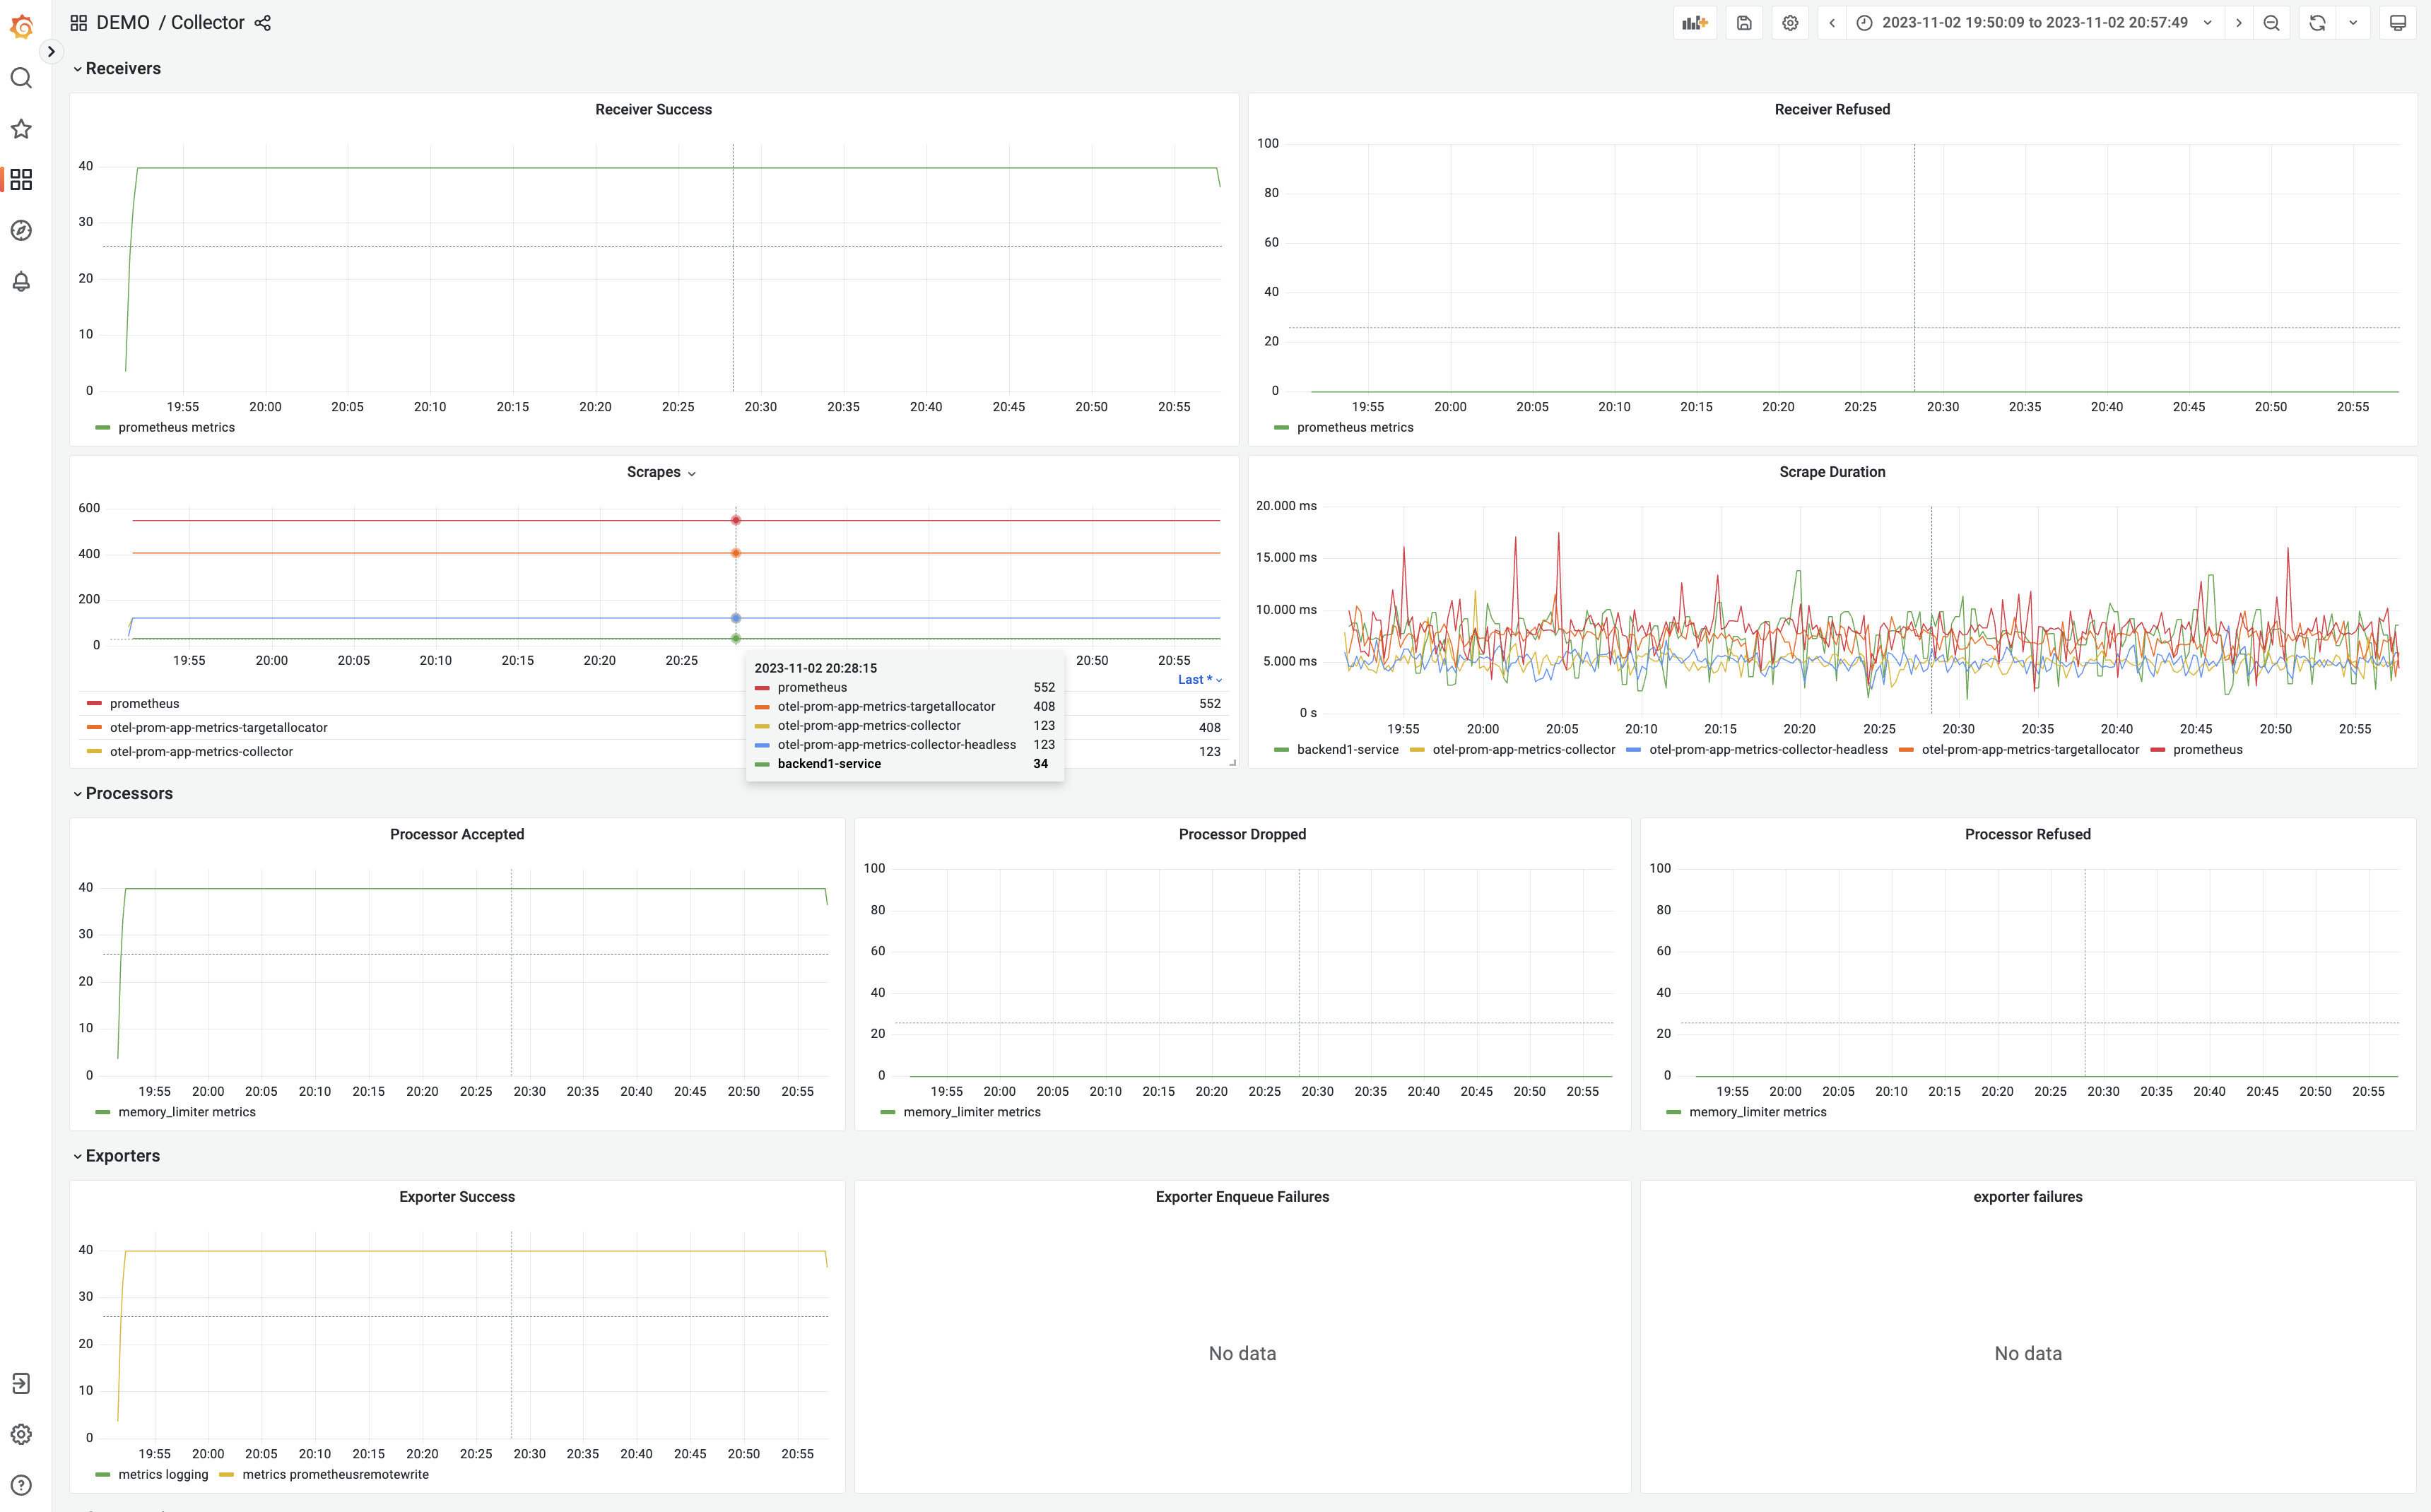 DEMO / Collector
2023-11-02 19:50:09 to 2023-11-02 20:57:49
Receivers
Receiver Success
40
30
20
10
0
19:55 20:00 20:05 20:10 20:15 20:20 20:25 20:30 20:35 20:40 20:45 20:50 20:55
prometheus metrics
Receiver Refused
100
80
60
40
20
0
19:55 20:00 20:05 20:10 20:15 20:20 20:25 20:30 20:35 20:40 20:45 20:50 20:55
prometheus metrics
Scrapes
600
400
200
0
19:55 20:00 20:05 20:10 20:15 20:20 20:25 20:50 20:55
Last *
prometheus 552
otel-prom-app-metrics-targetallocator 408
otel-prom-app-metrics-collector 123
2023-11-02 20:28:15
prometheus 552
otel-prom-app-metrics-targetallocator 408
otel-prom-app-metrics-collector 123
otel-prom-app-metrics-collector-headless 123
backend1-service 34
Scrape Duration
20.000 ms
15.000 ms
10.000 ms
5.000 ms
0 s
19:55 20:00 20:05 20:10 20:15 20:20 20:25 20:30 20:35 20:40 20:45 20:50 20:55
backend1-service otel-prom-app-metrics-collector otel-prom-app-metrics-collector-headless otel-prom-app-metrics-targetallocator prometheus
Processors
Processor Accepted
40
30
20
10
0
19:55 20:00 20:05 20:10 20:15 20:20 20:25 20:30 20:35 20:40 20:45 20:50 20:55
memory_limiter metrics
Processor Dropped
100
80
60
40
20
0
19:55 20:00 20:05 20:10 20:15 20:20 20:25 20:30 20:35 20:40 20:45 20:50 20:55
memory_limiter metrics
Processor Refused
100
80
60
40
20
0
19:55 20:00 20:05 20:10 20:15 20:20 20:25 20:30 20:35 20:40 20:45 20:50 20:55
memory_limiter metrics
Exporters
Exporter Success
40
30
20
10
0
19:55 20:00 20:05 20:10 20:15 20:20 20:25 20:30 20:35 20:40 20:45 20:50 20:55
metrics logging metrics prometheusremotewrite
Exporter Enqueue Failures
No data
exporter failures
No data